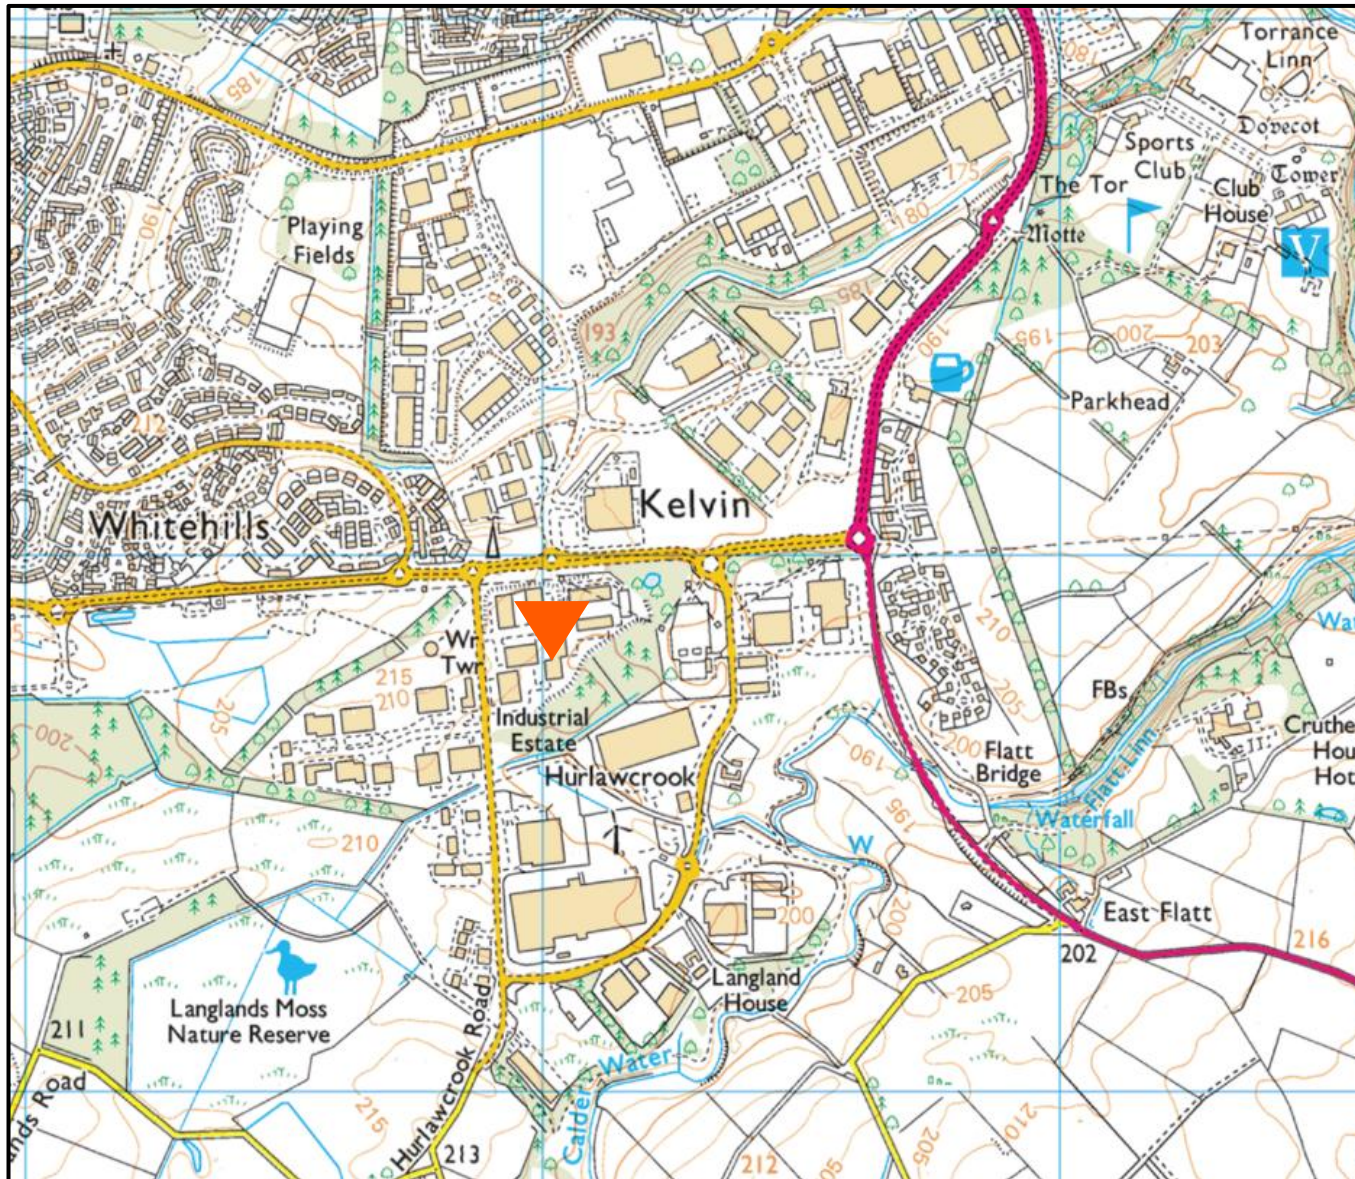 Torrance
Linn
Dovecot
Sports
Club
Tower
The Tor
Club
House
Motte
V
Playing
Fields
185
190
175
180
185
193
190
195
200
203
Parkhead
212
Kelvin
Whitehills
Wr
Twr
215
210
205
200
210
205
200
FBs
Industrial
Estate
Hurlawcrook
Flatt
Bridge
190
195
Flatt Linn
Waterfall
W
210
200
200
East Flatt
202
216
205
Langland
House
Langlands Moss
Nature Reserve
211
Hurlawcrook Road
Calder Water
215
213
212
205
210